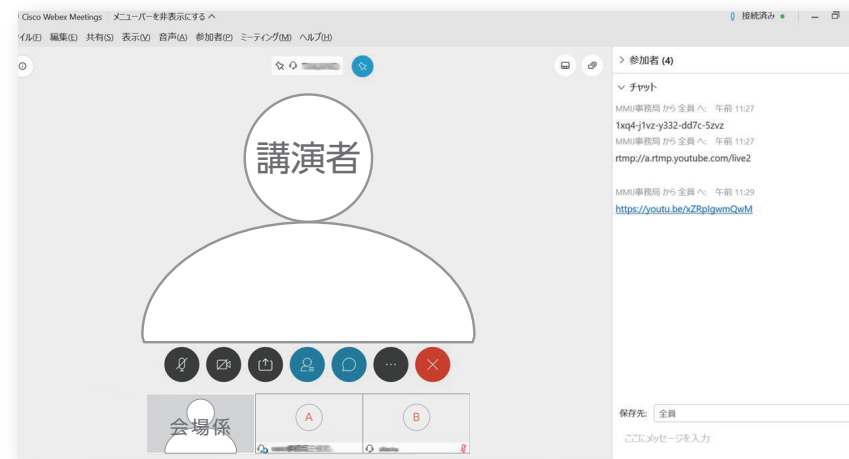 Cisco Webex Meetings メニューバーを非表示にする ヘ
接続済み
イル(F) 編集(E) 共有(S) 表示(V) 音声(A) 参加者(P) ミーティング(M) ヘルプ(H)
講演者
会場係
A
B
参加者 (4)
チャット
MMIJ事務局 から 全員 へ: 午前 11:27
1xq4-j1vz-y332-dd7c-5zvz
MMIJ事務局 から 全員 へ: 午前 11:27
rtmp://a.rtmp.youtube.com/live2
MMIJ事務局 から 全員 へ: 午前 11:29
https://youtu.be/xZRpIgwmQwM
保存先: 全員
ここにメッセージを入力